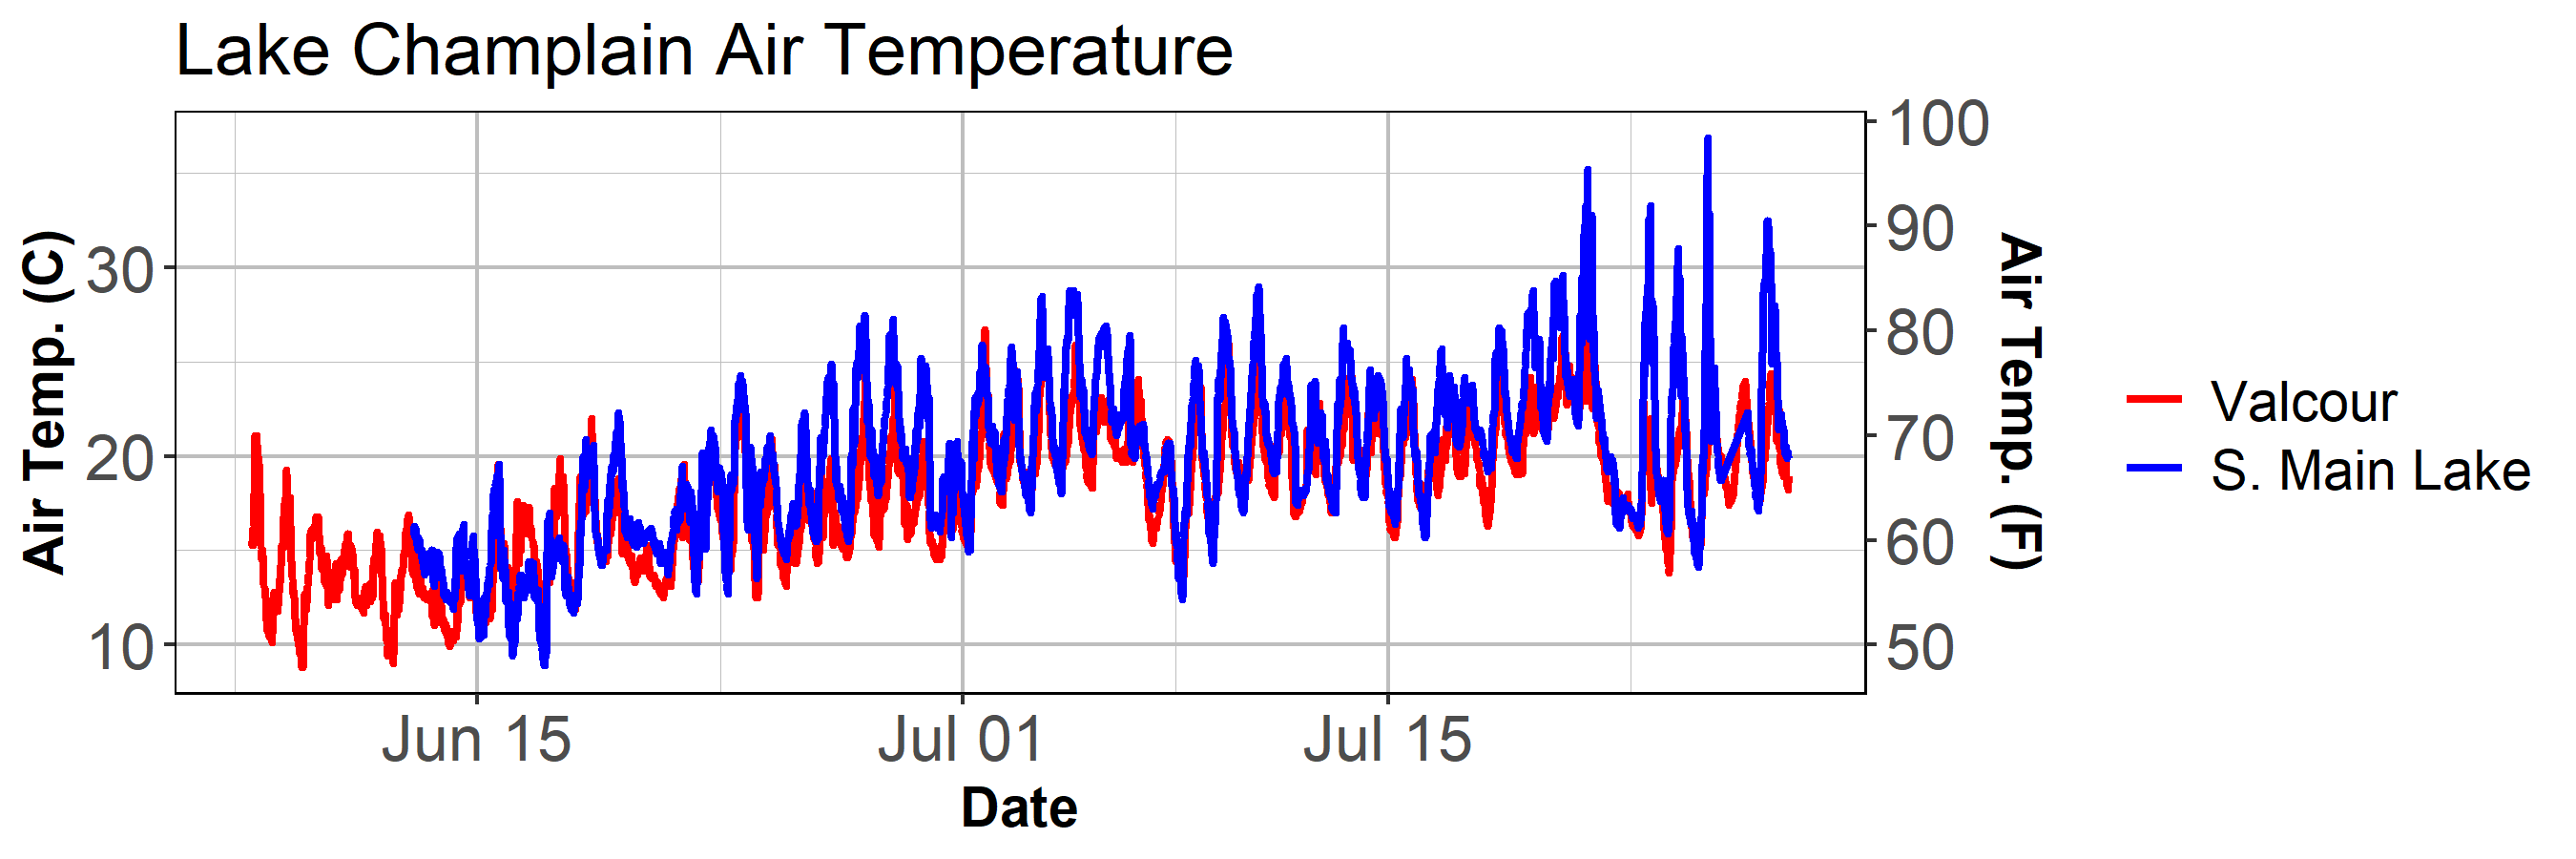 Lake Champlain Air Temperature
Air Temp. (C)
30
20
10
100
90
80
70
60
50
Air Temp. (F)
Jun 15
Jul 01
Jul 15
Date
Valcour
S. Main Lake